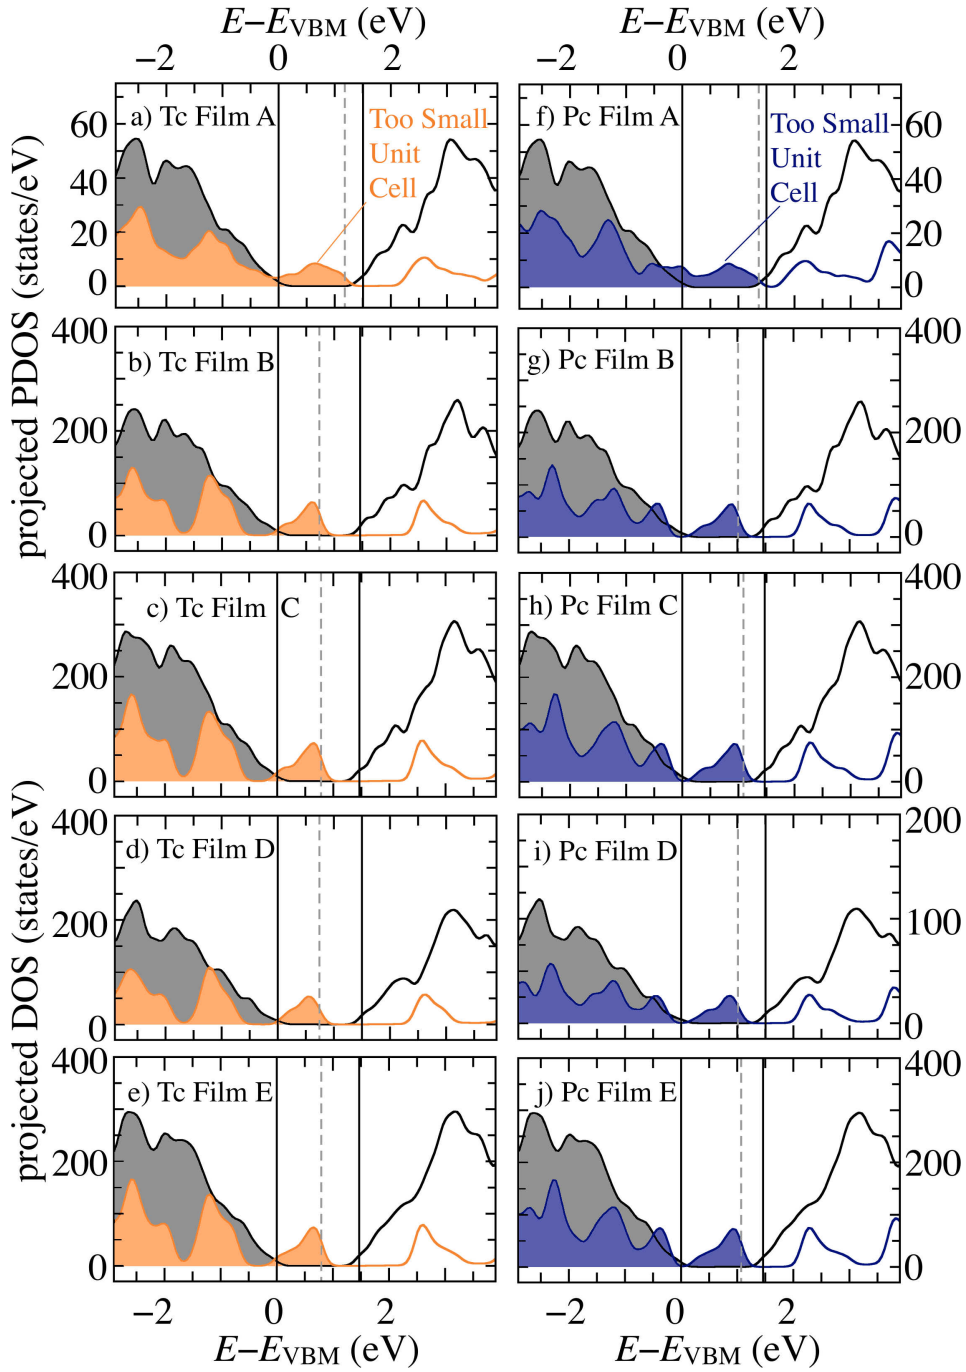 E−E_VBM (eV) E−E_VBM (eV)
−2 0 2 −2 0 2
projected PDOS (states/eV)
projected DOS (states/eV)
a) Tc Film A
Too Small
Unit
Cell
60
40
20
0
f) Pc Film A
Too Small
Unit
Cell
60
40
20
0
b) Tc Film B
400
200
0
g) Pc Film B
400
200
0
c) Tc Film C
400
200
0
h) Pc Film C
400
200
0
d) Tc Film D
400
200
0
i) Pc Film D
200
100
0
e) Tc Film E
400
200
0
j) Pc Film E
400
200
0
−2 0 2 −2 0 2
E−E_VBM (eV) E−E_VBM (eV)